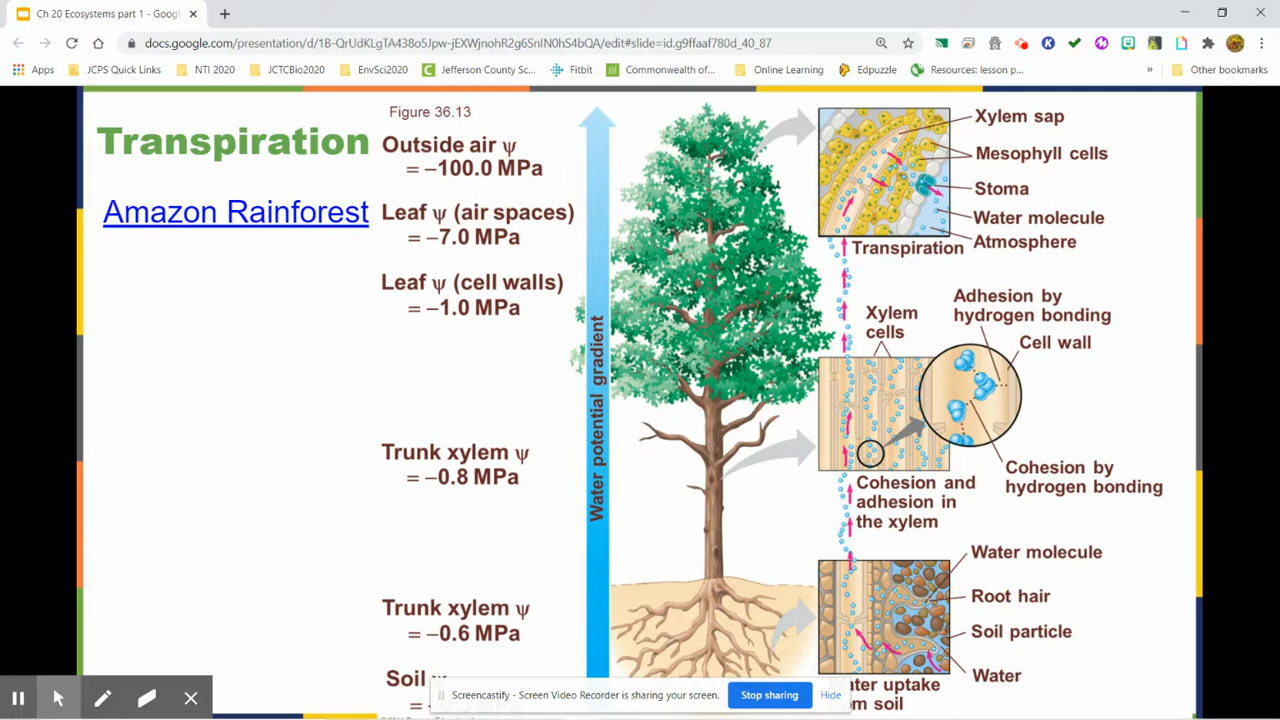 Ch 20 Ecosystems part 1 - Googl
docs.google.com/presentation/d/1B-QrUdKLgTA438o5Jpw-jEXWjnohR2g6SnIN0hS4bQA/edit#slide=id.g9ffaaf780d_40_87
Apps
JCPS Quick Links
NTI 2020
JCTCBio2020
EnvSci2020
Jefferson County Sc...
Fitbit
Commonwealth of...
Online Learning
Edpuzzle
Resources: lesson p...
»
Other bookmarks
Transpiration
Amazon Rainforest
Figure 36.13
Outside air ψ
= −100.0 MPa
Leaf ψ (air spaces)
= −7.0 MPa
Leaf ψ (cell walls)
= −1.0 MPa
Trunk xylem ψ
= −0.8 MPa
Trunk xylem ψ
= −0.6 MPa
Soil
Water potential gradient
Xylem sap
Mesophyll cells
Stoma
Water molecule
Atmosphere
Transpiration
Xylem
cells
Adhesion by
hydrogen bonding
Cell wall
Cohesion by
hydrogen bonding
Cohesion and
adhesion in
the xylem
Water molecule
Root hair
Soil particle
Water
ter uptake
m soil
Screencastify - Screen Video Recorder is sharing your screen.
Stop sharing
Hide